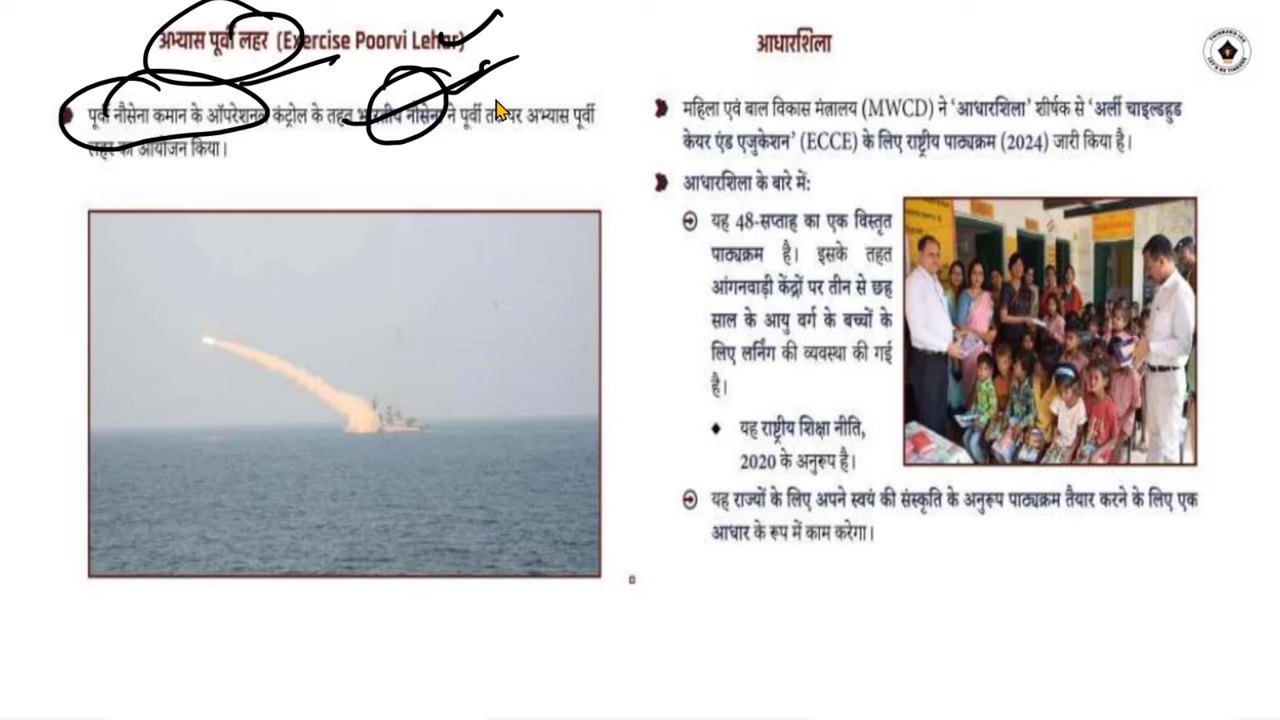 अभ्यास पूर्वी लहर (Exercise Poorvi Lehar)
पूर्वी नौसेना कमान के ऑपरेशनल कंट्रोल के तहत भारतीय नौसेना ने पूर्वी तट पर अभ्यास पूर्वी
लहर का आयोजन किया।
आधारशिला
महिला एवं बाल विकास मंत्रालय (MWCD) ने ‘आधारशिला’ शीर्षक से ‘अर्ली चाइल्डहुड
केयर एंड एजुकेशन’ (ECCE) के लिए राष्ट्रीय पाठ्यक्रम (2024) जारी किया है।
आधारशिला के बारे में:
यह 48-सप्ताह का एक विस्तृत
पाठ्यक्रम है। इसके तहत
आंगनवाड़ी केंद्रों पर तीन से छह
साल के आयु वर्ग के बच्चों के
लिए लर्निंग की व्यवस्था की गई
है।
यह राष्ट्रीय शिक्षा नीति,
2020 के अनुरूप है।
यह राज्यों के लिए अपने स्वयं की संस्कृति के अनुरूप पाठ्यक्रम तैयार करने के लिए एक
आधार के रूप में काम करेगा।